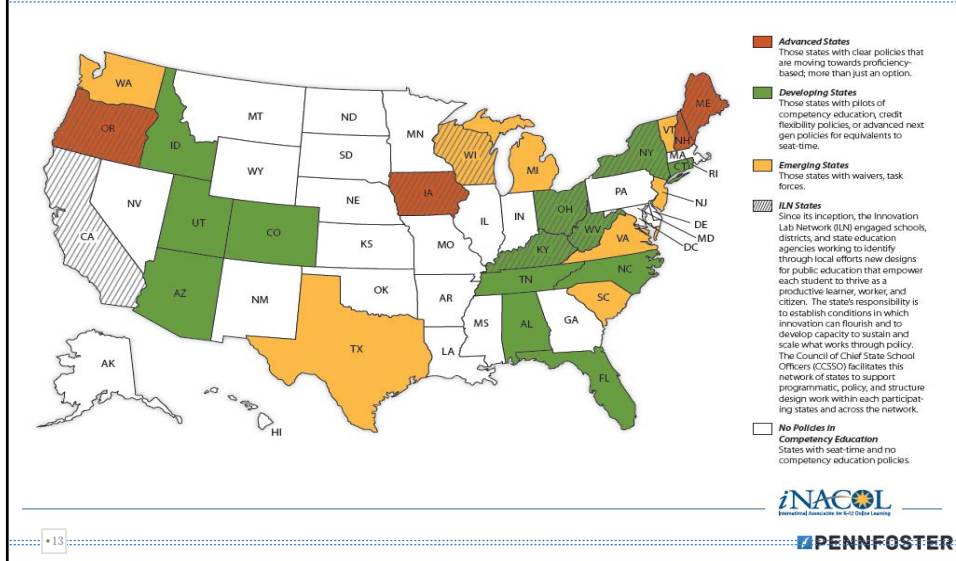 WA
OR
CA
NV
ID
MT
WY
UT
CO
AZ
NM
ND
SD
NE
KS
OK
TX
MN
IA
MO
AR
LA
WI
IL
MI
IN
OH
KY
TN
MS
AL
GA
FL
SC
NC
VA
WV
PA
NY
VT
NH
ME
MA
CT
RI
NJ
DE
MD
DC
AK
HI
Advanced States
Those states with clear policies that
are moving towards proficiency-
based; more than just an option.
Developing States
Those states with pilots of
competency education, credit
flexibility policies, or advanced next
gen policies for equivalents to
seat-time.
Emerging States
Those states with waivers, task
forces.
ILN States
Since its inception, the Innovation
Lab Network (ILN) engaged schools,
districts, and state education
agencies working to identify
through local efforts new designs
for public education that empower
each student to thrive as a
productive learner, worker, and
citizen. The state's responsibility is
to establish conditions in which
innovation can flourish and to
develop capacity to sustain and
scale what works through policy.
The Council of Chief State School
Officers (CCSSO) facilitates this
network of states to support
programmatic, policy, and structure
design work within each participat-
ing states and across the network.
No Policies in
Competency Education
States with seat-time and no
competency education policies.
iNACOL
International Association for K-12 Online Learning
•13
PENNFOSTER